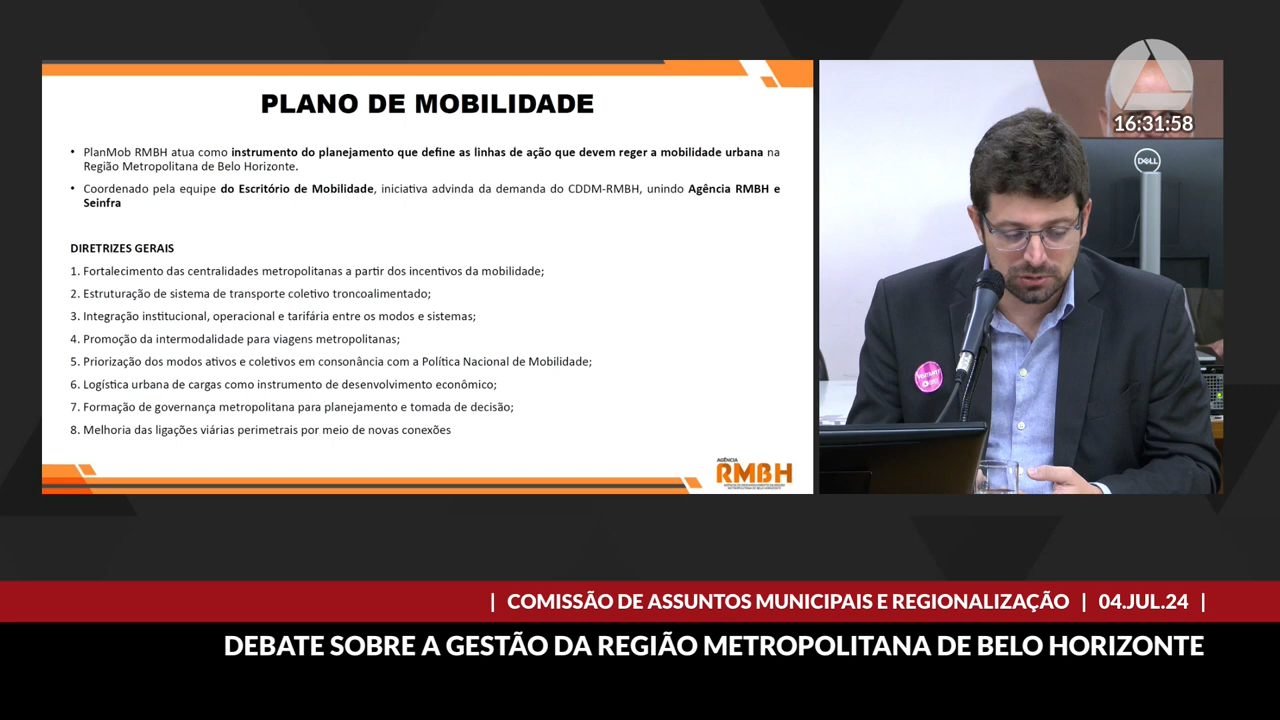 PLANO DE MOBILIDADE
• PlanMob RMBH atua como instrumento do planejamento que define as linhas de ação que devem reger a mobilidade urbana na
Região Metropolitana de Belo Horizonte.
• Coordenado pela equipe do Escritório de Mobilidade, iniciativa advinda da demanda do CDDM-RMBH, unindo Agência RMBH e
Seinfra
DIRETRIZES GERAIS
1. Fortalecimento das centralidades metropolitanas a partir dos incentivos da mobilidade;
2. Estruturação de sistema de transporte coletivo troncoalimentado;
3. Integração institucional, operacional e tarifária entre os modos e sistemas;
4. Promoção da intermodalidade para viagens metropolitanas;
5. Priorização dos modos ativos e coletivos em consonância com a Política Nacional de Mobilidade;
6. Logística urbana de cargas como instrumento de desenvolvimento econômico;
7. Formação de governança metropolitana para planejamento e tomada de decisão;
8. Melhoria das ligações viárias perimetrais por meio de novas conexões
AGÊNCIA
RMBH
16:31:58
DELL
| COMISSÃO DE ASSUNTOS MUNICIPAIS E REGIONALIZAÇÃO | 04.JUL.24 |
DEBATE SOBRE A GESTÃO DA REGIÃO METROPOLITANA DE BELO HORIZONTE